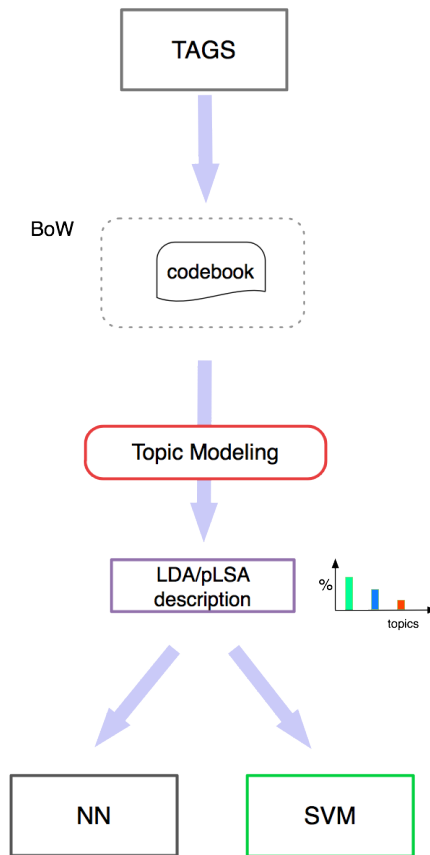 TAGS
BoW
codebook
Topic Modeling
LDA/pLSA
description
%
topics
NN
SVM